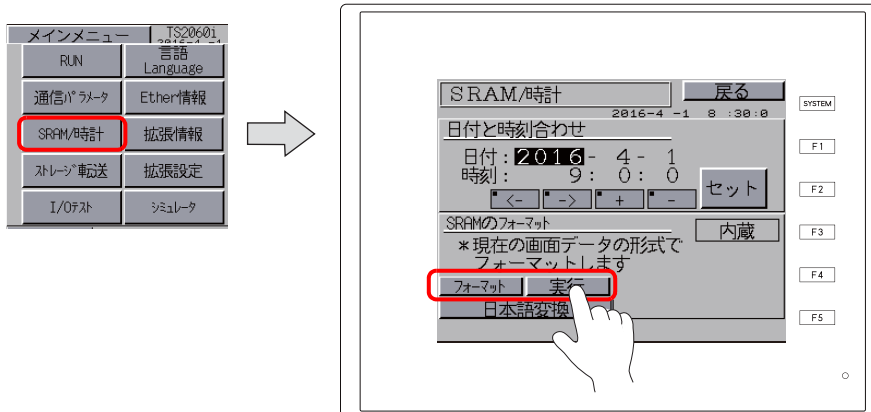 メインメニュー
TS2060i
2016-4 -1
RUN
言語
Language
通信パラメータ
Ether情報
SRAM/時計
拡張情報
ストレージ転送
拡張設定
I/Oテスト
シミュレータ
SRAM/時計
戻る
2016-4 -1 8 :30:0
日付と時刻合わせ
日付:2016- 4- 1
時刻: 9: 0: 0
<- -> + -
セット
SRAMのフォーマット
内蔵
*現在の画面データの形式で
フォーマットします
フォーマット 実行
日本語変換
SYSTEM
F1
F2
F3
F4
F5